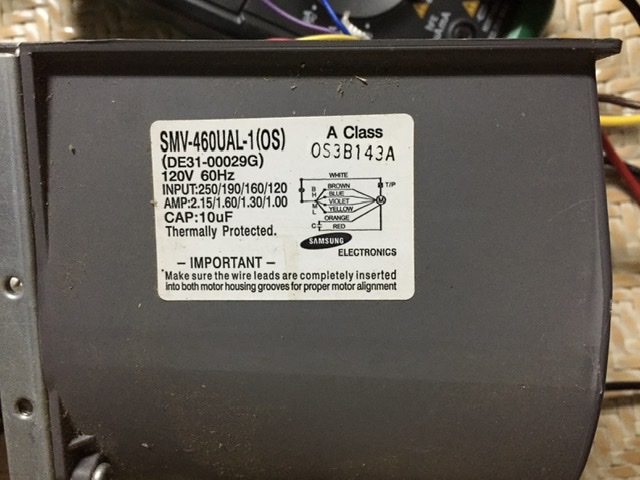 SMV-460UAL-1(OS)
(DE31-00029G)
120V 60Hz
INPUT:250/190/160/120
AMP:2.15/1.60/1.30/1.00
CAP:10uF
Thermally Protected.
A Class
OS3B143A
WHITE
BROWN
T/P
B
BLUE
H
VIOLET
M
M
YELLOW
L
ORANGE
C
RED
SAMSUNG
ELECTRONICS
– IMPORTANT –
*Make sure the wire leads are completely inserted
into both motor housing grooves for proper motor alignment